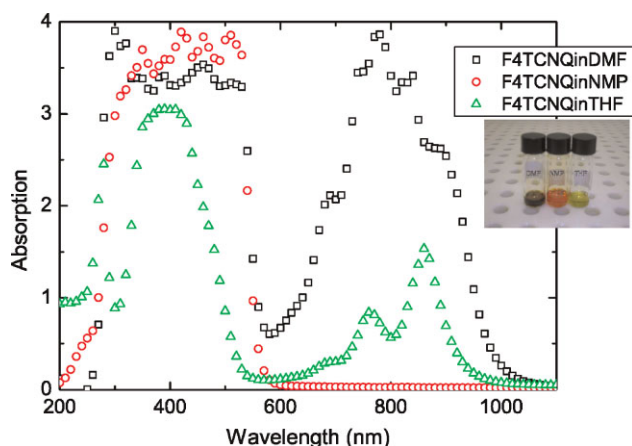 4
3
2
1
0
200
400
600
800
1000
Absorption
Wavelength (nm)
F4TCNQinDMF
F4TCNQinNMP
F4TCNQinTHF
DMF
NMP
THF